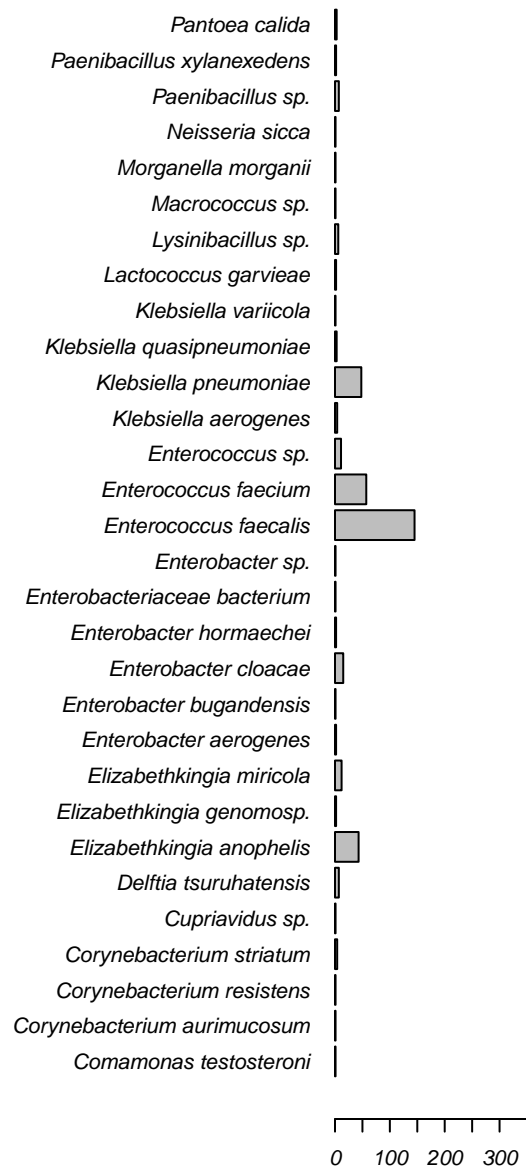 Pantoea calida
Paenibacillus xylanexedens
Paenibacillus sp.
Neisseria sicca
Morganella morganii
Macrococcus sp.
Lysinibacillus sp.
Lactococcus garvieae
Klebsiella variicola
Klebsiella quasipneumoniae
Klebsiella pneumoniae
Klebsiella aerogenes
Enterococcus sp.
Enterococcus faecium
Enterococcus faecalis
Enterobacter sp.
Enterobacteriaceae bacterium
Enterobacter hormaechei
Enterobacter cloacae
Enterobacter bugandensis
Enterobacter aerogenes
Elizabethkingia miricola
Elizabethkingia genomosp.
Elizabethkingia anophelis
Delftia tsuruhatensis
Cupriavidus sp.
Corynebacterium striatum
Corynebacterium resistens
Corynebacterium aurimucosum
Comamonas testosteroni
0 100 200 300